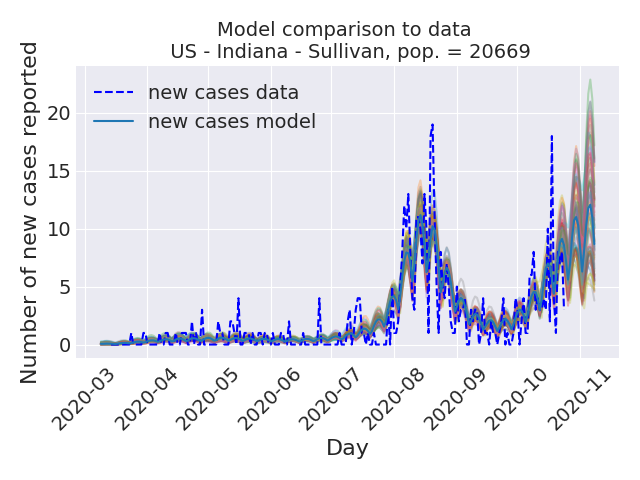 Model comparison to data
US - Indiana - Sullivan, pop. = 20669
new cases data
new cases model
Number of new cases reported
20
15
10
5
0
2020-03
2020-04
2020-05
2020-06
2020-07
2020-08
2020-09
2020-10
2020-11
Day